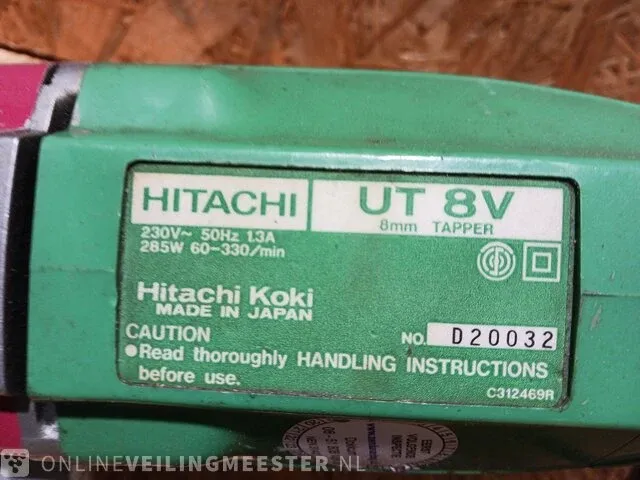 HITACHI
UT 8V
8mm TAPPER
230V~ 50Hz 1.3A
285W 60-330/min
Hitachi Koki
MADE IN JAPAN
NO. D20032
CAUTION
●Read thoroughly HANDLING INSTRUCTIONS
before use.
C312469R
ONLINEVEILINGMEESTER.NL